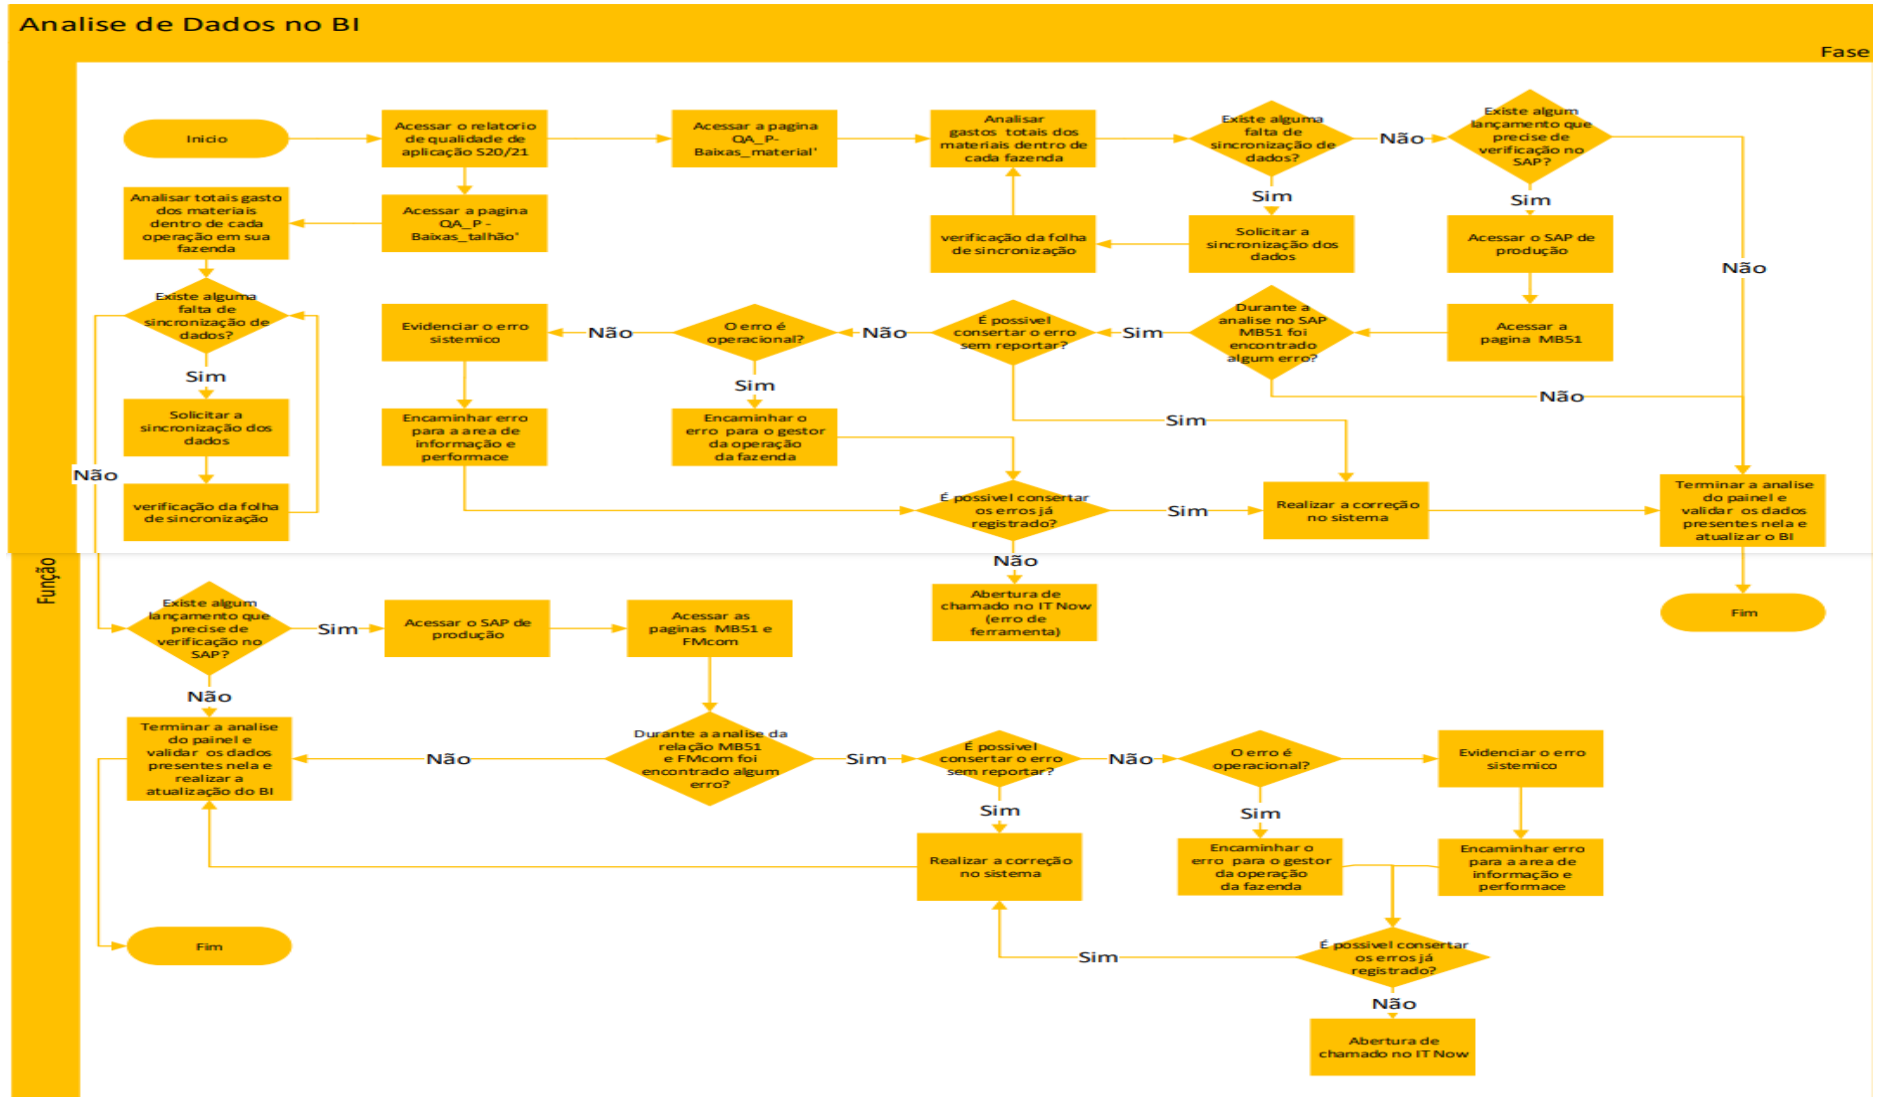 Analise de Dados no BI
Fase
Função
Inicio
Acessar o relatorio
de qualidade de
aplicação S20/21
Acessar a pagina
QA_P-
Baixas_material'
Analisar
gastos totais dos
materiais dentro de
cada fazenda
Existe alguma
falta de
sincronização de
dados?
Não
Existe algum
lançamento que
precise de
verificação no
SAP?
Sim
Sim
Não
Analisar totais gasto
dos materiais
dentro de cada
operação em sua
fazenda
Acessar a pagina
QA_P -
Baixas_talhão'
verificação da folha
de sincronização
Solicitar a
sincronização dos
dados
Acessar o SAP de
produção
Existe alguma
falta de
sincronização de
dados?
Evidenciar o erro
sistemico
Não
O erro é
operacional?
Não
É possivel
consertar o erro
sem reportar?
Sim
Durante a
analise no SAP
MB51 foi
encontrado
algum erro?
Acessar a
pagina MB51
Sim
Sim
Não
Solicitar a
sincronização dos
dados
Encaminhar erro
para a area de
informação e
performace
Encaminhar o
erro para o gestor
da operação
da fazenda
Sim
Não
verificação da folha
de sincronização
É possivel consertar
os erros já
registrado?
Sim
Realizar a correção
no sistema
Terminar a analise
do painel e
validar os dados
presentes nela e
atualizar o BI
Não
Abertura de
chamado no IT Now
(erro de
ferramenta)
Fim
Existe algum
lançamento que
precise de
verificação no
SAP?
Sim
Acessar o SAP de
produção
Acessar as
paginas MB51 e
FMcom
Não
Terminar a analise
do painel e
validar os dados
presentes nela e
realizar a
atualização do BI
Não
Durante a analise da
relação MB51
e FMcom foi
encontrado algum
erro?
Sim
É possivel
consertar o erro
sem reportar?
Não
O erro é
operacional?
Evidenciar o erro
sistemico
Sim
Sim
Realizar a correção
no sistema
Encaminhar o
erro para o gestor
da operação
da fazenda
Encaminhar erro
para a area de
informação e
performace
Fim
Sim
É possivel consertar
os erros já
registrado?
Não
Abertura de
chamado no IT Now